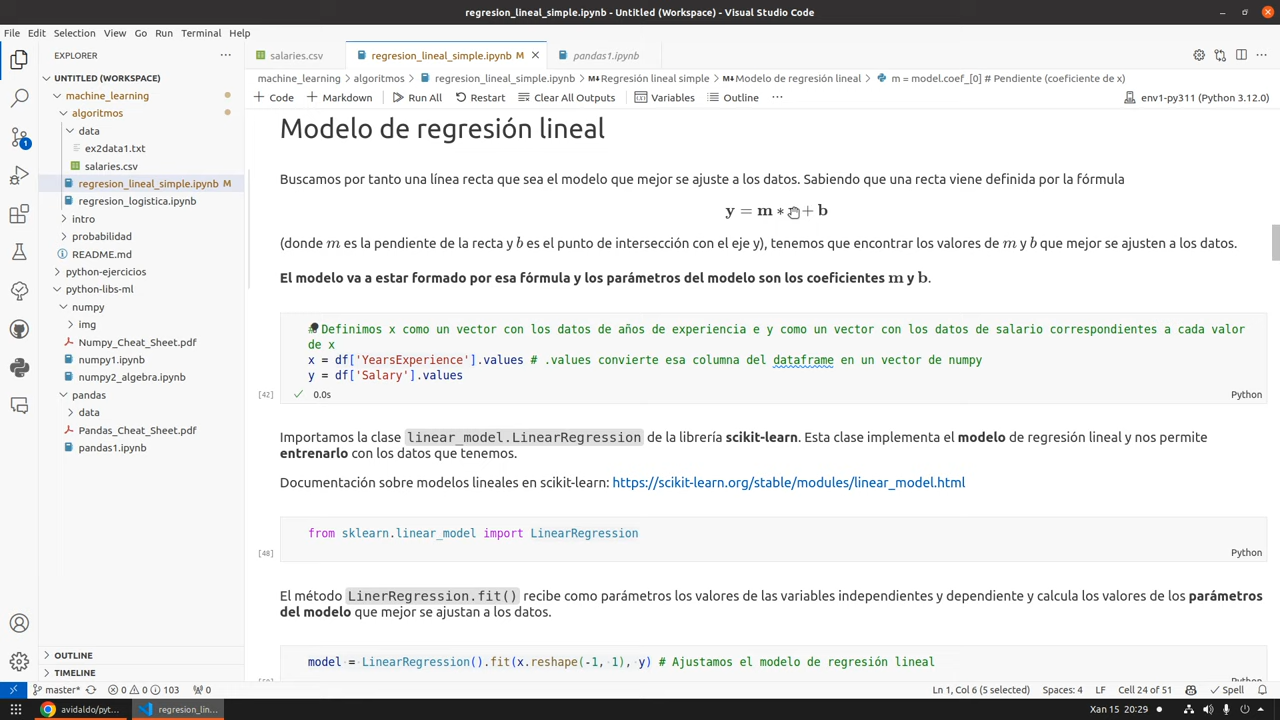 regresion_lineal_simple.ipynb - Untitled (Workspace) - Visual Studio Code
File Edit Selection View Go Run Terminal Help
EXPLORER
salaries.csv
regresion_lineal_simple.ipynb M
pandas1.ipynb
UNTITLED (WORKSPACE)
machine_learning
algoritmos
data
ex2data1.txt
salaries.csv
regresion_lineal_simple.ipynb M
regresion_logistica.ipynb
intro
probabilidad
README.md
python-ejercicios
python-libs-ml
numpy
img
Numpy_Cheat_Sheet.pdf
numpy1.ipynb
numpy2_algebra.ipynb
pandas
data
Pandas_Cheat_Sheet.pdf
pandas1.ipynb
OUTLINE
TIMELINE
machine_learning > algoritmos > regresion_lineal_simple.ipynb > Regresión lineal simple > Modelo de regresión lineal > m = model.coef_[0] # Pendiente (coeficiente de x)
+ Code + Markdown Run All Restart Clear All Outputs Variables Outline ... env1-py311 (Python 3.12.0)
Modelo de regresión lineal
Buscamos por tanto una línea recta que sea el modelo que mejor se ajuste a los datos. Sabiendo que una recta viene definida por la fórmula
y = m * + b
(donde m es la pendiente de la recta y b es el punto de intersección con el eje y), tenemos que encontrar los valores de m y b que mejor se ajusten a los datos.
El modelo va a estar formado por esa fórmula y los parámetros del modelo son los coeficientes m y b.
# Definimos x como un vector con los datos de años de experiencia e y como un vector con los datos de salario correspondientes a cada valor
de x
x = df['YearsExperience'].values # .values convierte esa columna del dataframe en un vector de numpy
y = df['Salary'].values
[42] 0.0s Python
Importamos la clase linear_model.LinearRegression de la librería scikit-learn. Esta clase implementa el modelo de regresión lineal y nos permite
entrenarlo con los datos que tenemos.
Documentación sobre modelos lineales en scikit-learn: https://scikit-learn.org/stable/modules/linear_model.html
from sklearn.linear_model import LinearRegression
[48] Python
El método LinerRegression.fit() recibe como parámetros los valores de las variables independientes y dependiente y calcula los valores de los parámetros
del modelo que mejor se ajustan a los datos.
model = LinearRegression().fit(x.reshape(-1, 1), y) # Ajustamos el modelo de regresión lineal
master* 0 0 103 0 Ln 1, Col 6 (5 selected) Spaces: 4 LF Cell 24 of 51 Spell
avidaldo/pyt... regresion_lin... Xan 15 20:29